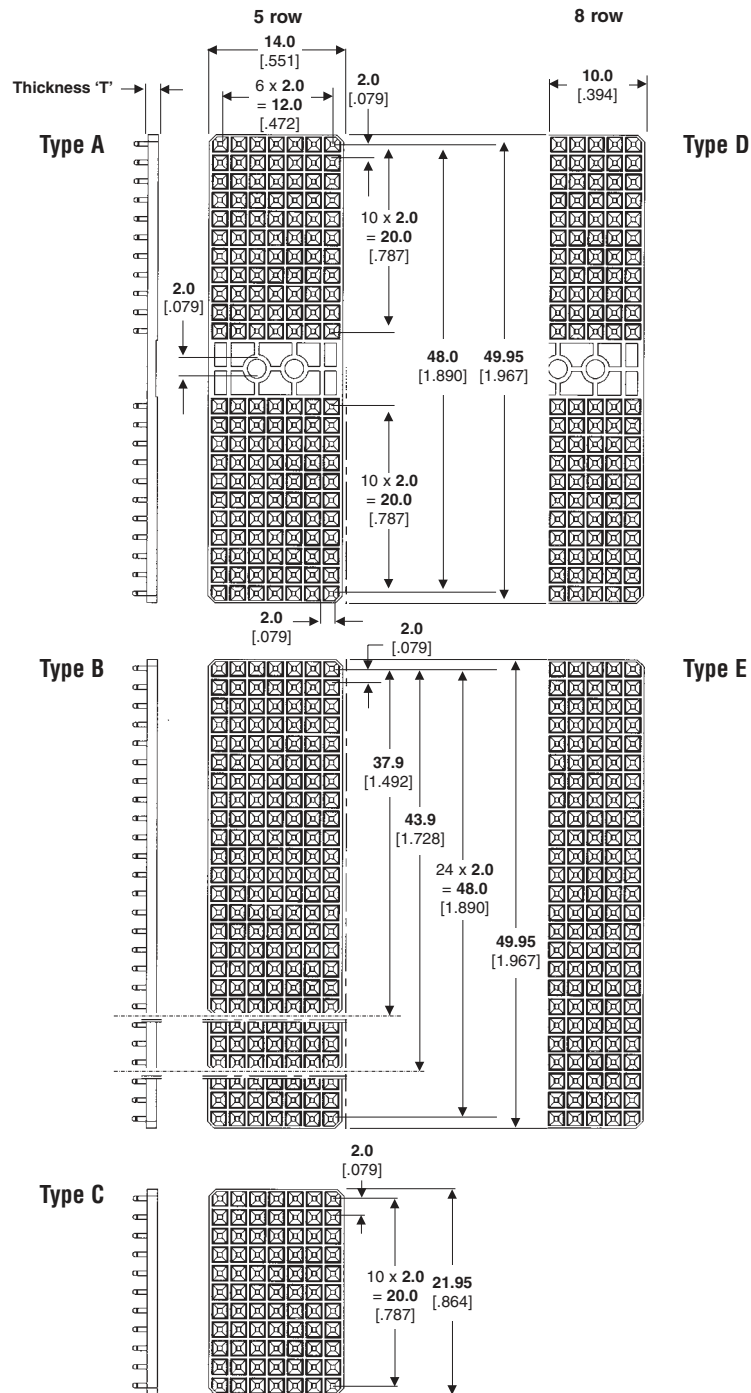 5 row
8 row
14.0
[.551]
Thickness ‘T’
6 x 2.0
= 12.0
[.472]
2.0
[.079]
10.0
[.394]
Type A
Type D
10 x 2.0
= 20.0
[.787]
2.0
[.079]
48.0
[1.890]
49.95
[1.967]
10 x 2.0
= 20.0
[.787]
2.0
[.079]
2.0
[.079]
Type B
Type E
37.9
[1.492]
43.9
[1.728]
24 x 2.0
= 48.0
[1.890]
49.95
[1.967]
2.0
[.079]
Type C
10 x 2.0
= 20.0
[.787]
21.95
[.864]